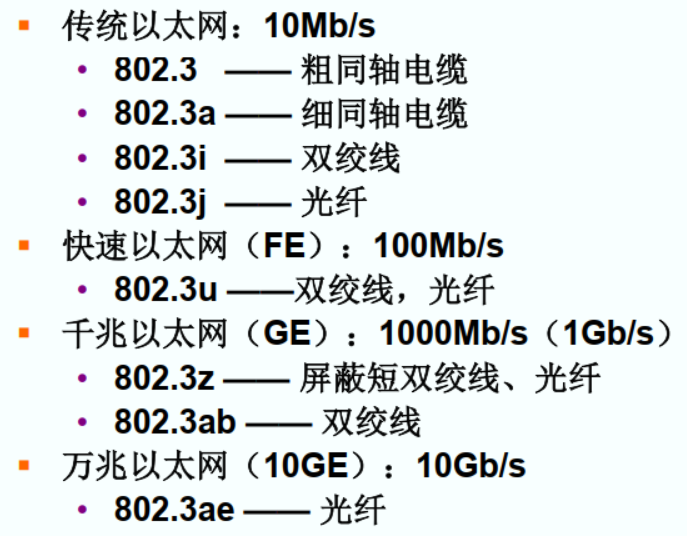 ▪ 传统以太网：10Mb/s
• 802.3 —— 粗同轴电缆
• 802.3a —— 细同轴电缆
• 802.3i —— 双绞线
• 802.3j —— 光纤
▪ 快速以太网（FE）：100Mb/s
• 802.3u ——双绞线，光纤
▪ 千兆以太网（GE）：1000Mb/s（1Gb/s）
• 802.3z —— 屏蔽短双绞线、光纤
• 802.3ab —— 双绞线
▪ 万兆以太网（10GE）：10Gb/s
• 802.3ae —— 光纤